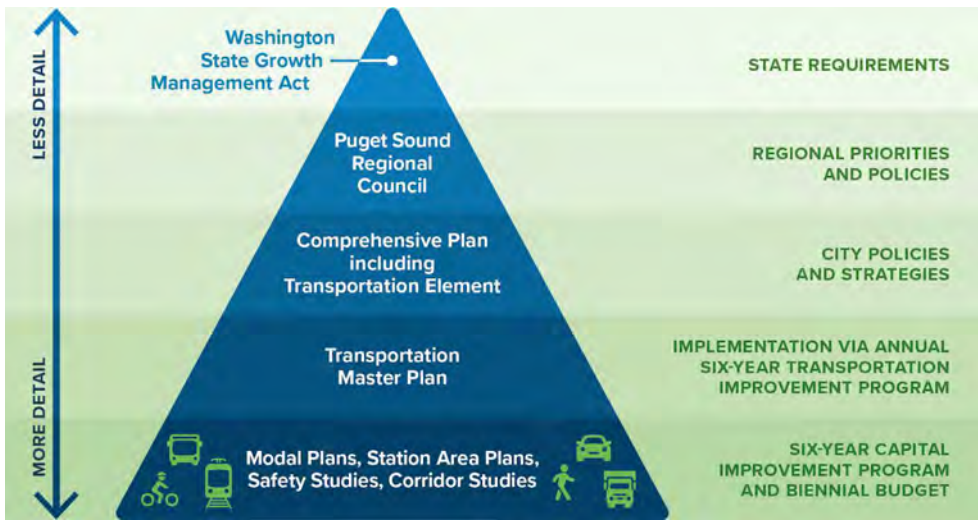 LESS DETAIL
MORE DETAIL
Washington
State Growth
Management Act
STATE REQUIREMENTS
Puget Sound
Regional
Council
REGIONAL PRIORITIES
AND POLICIES
Comprehensive Plan
including
Transportation Element
CITY POLICIES
AND STRATEGIES
Transportation
Master Plan
IMPLEMENTATION VIA ANNUAL
SIX-YEAR TRANSPORTATION
IMPROVEMENT PROGRAM
Modal Plans, Station Area Plans,
Safety Studies, Corridor Studies
SIX-YEAR CAPITAL
IMPROVEMENT PROGRAM
AND BIENNIAL BUDGET